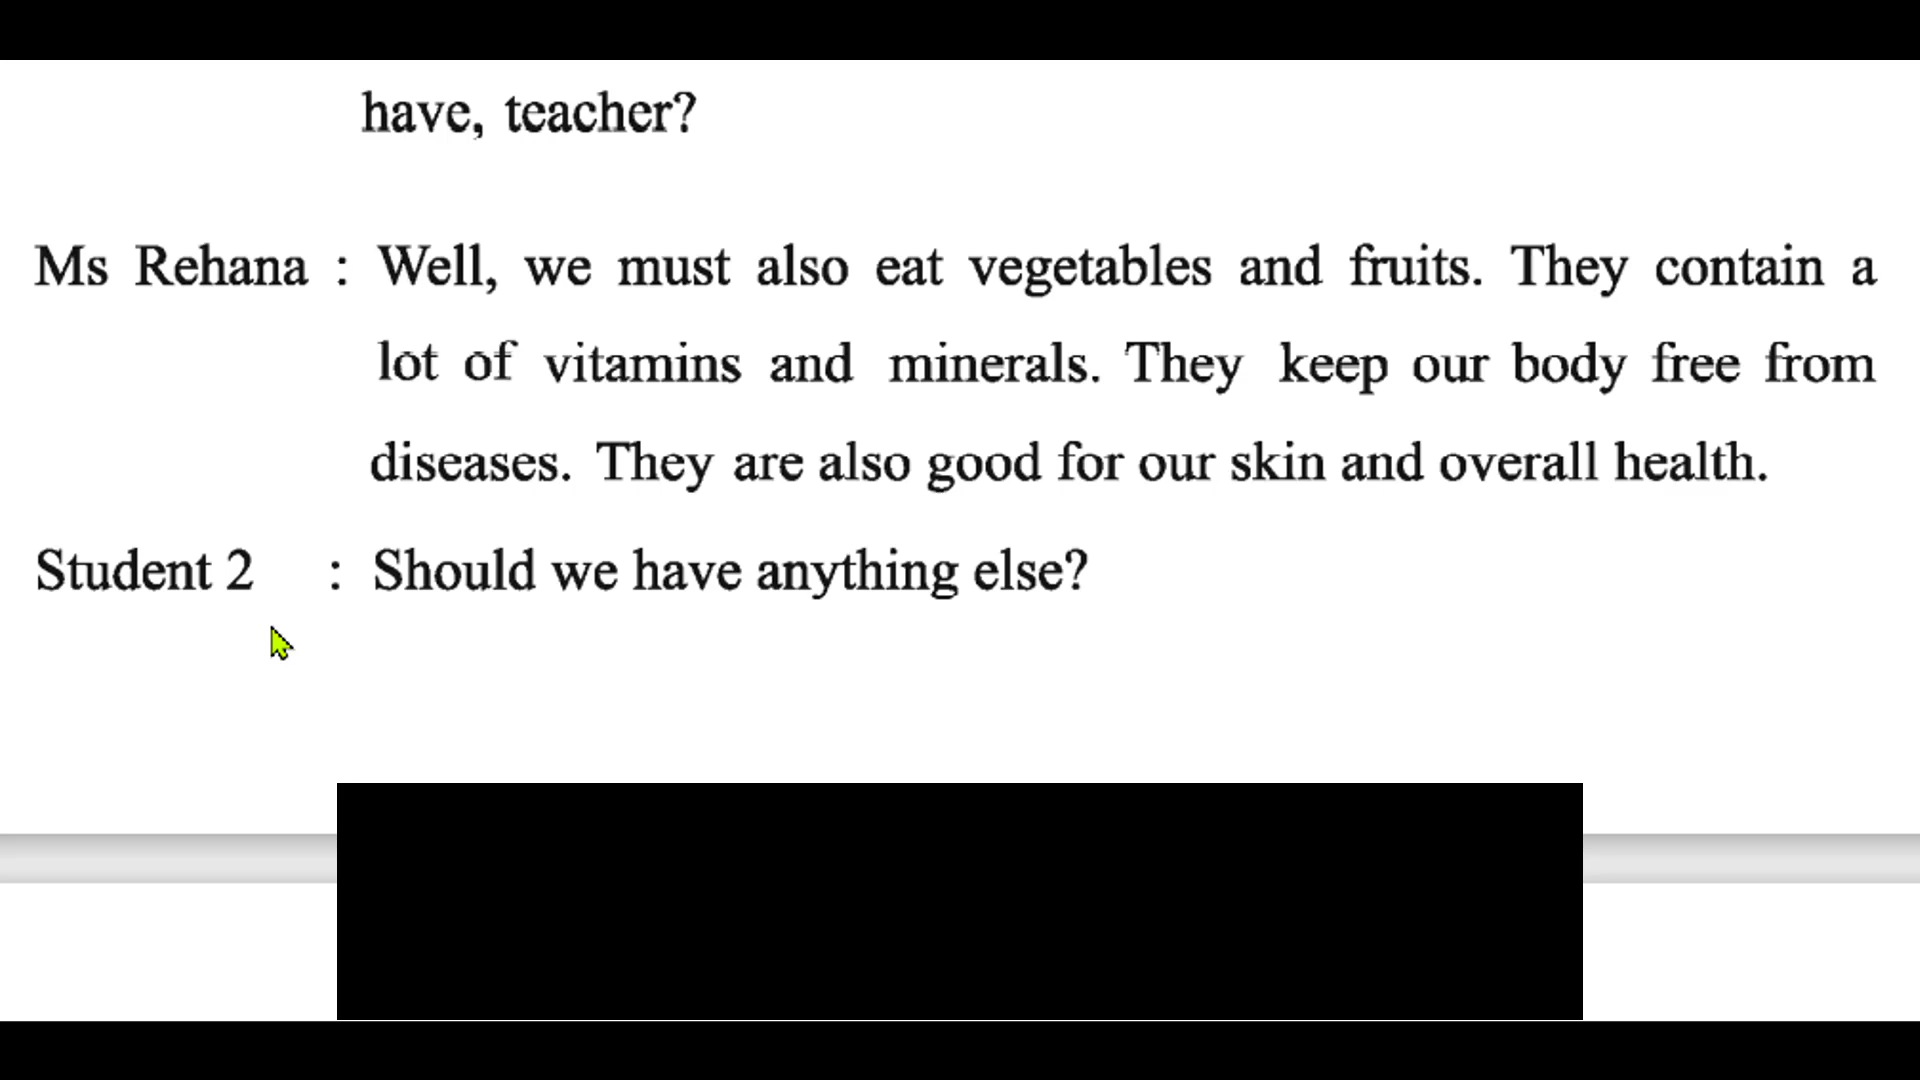 have, teacher?
Ms Rehana : Well, we must also eat vegetables and fruits. They contain a
lot of vitamins and minerals. They keep our body free from
diseases. They are also good for our skin and overall health.
Student 2 : Should we have anything else?